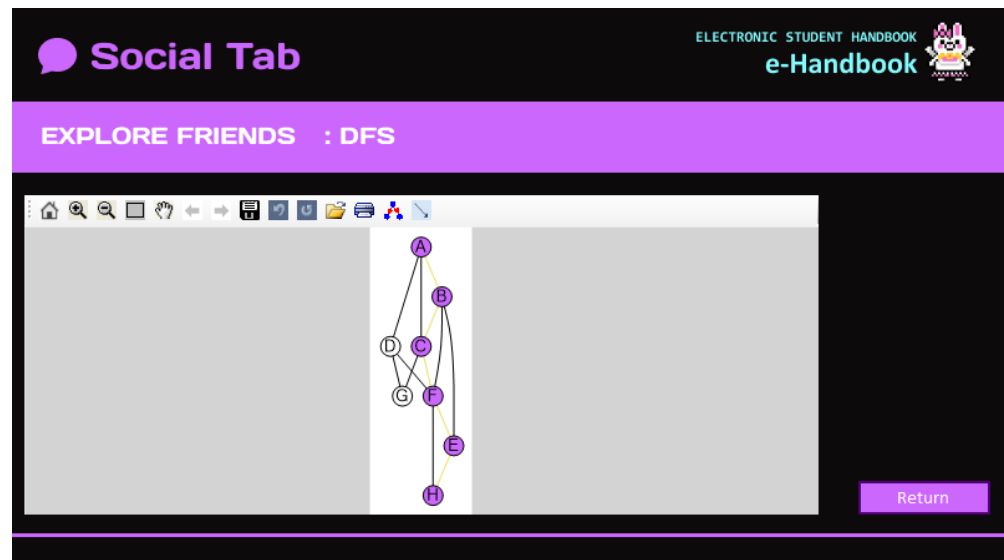 Social Tab
ELECTRONIC STUDENT HANDBOOK
e-Handbook
EXPLORE FRIENDS : DFS
A
B
D
C
G
F
E
H
Return